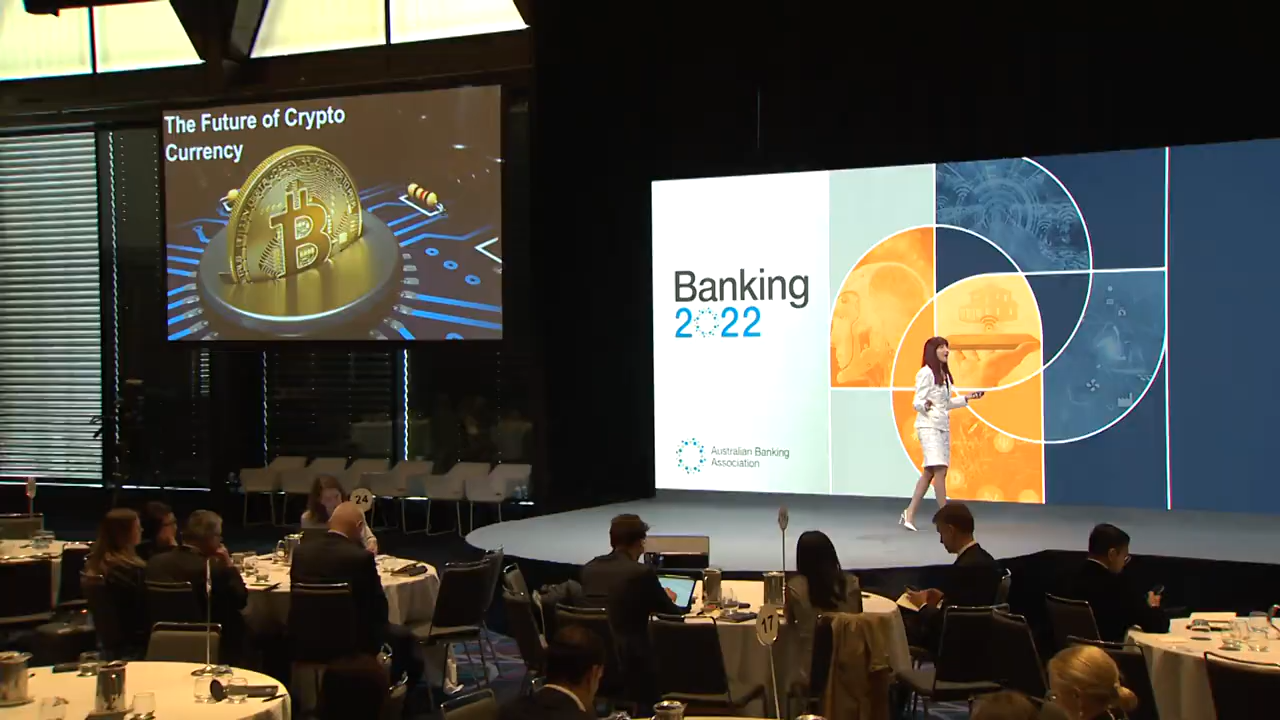 The Future of Crypto
Currency
Banking
2022
Australian Banking
Association
24
17